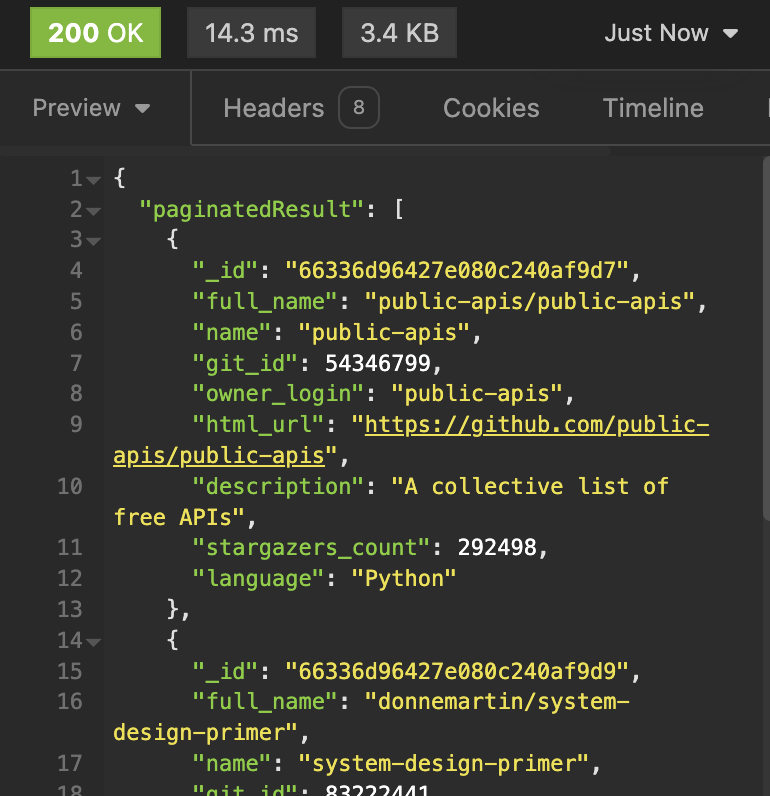 200 OK 14.3 ms 3.4 KB Just Now
Preview Headers 8 Cookies Timeline
1 {
2 "paginatedResult": [
3 {
4 "_id": "66336d96427e080c240af9d7",
5 "full_name": "public-apis/public-apis",
6 "name": "public-apis",
7 "git_id": 54346799,
8 "owner_login": "public-apis",
9 "html_url": "https://github.com/public-
apis/public-apis",
10 "description": "A collective list of
free APIs",
11 "stargazers_count": 292498,
12 "language": "Python"
13 },
14 {
15 "_id": "66336d96427e080c240af9d9",
16 "full_name": "donnemartin/system-
design-primer",
17 "name": "system-design-primer",
18 "git_id": 83222441